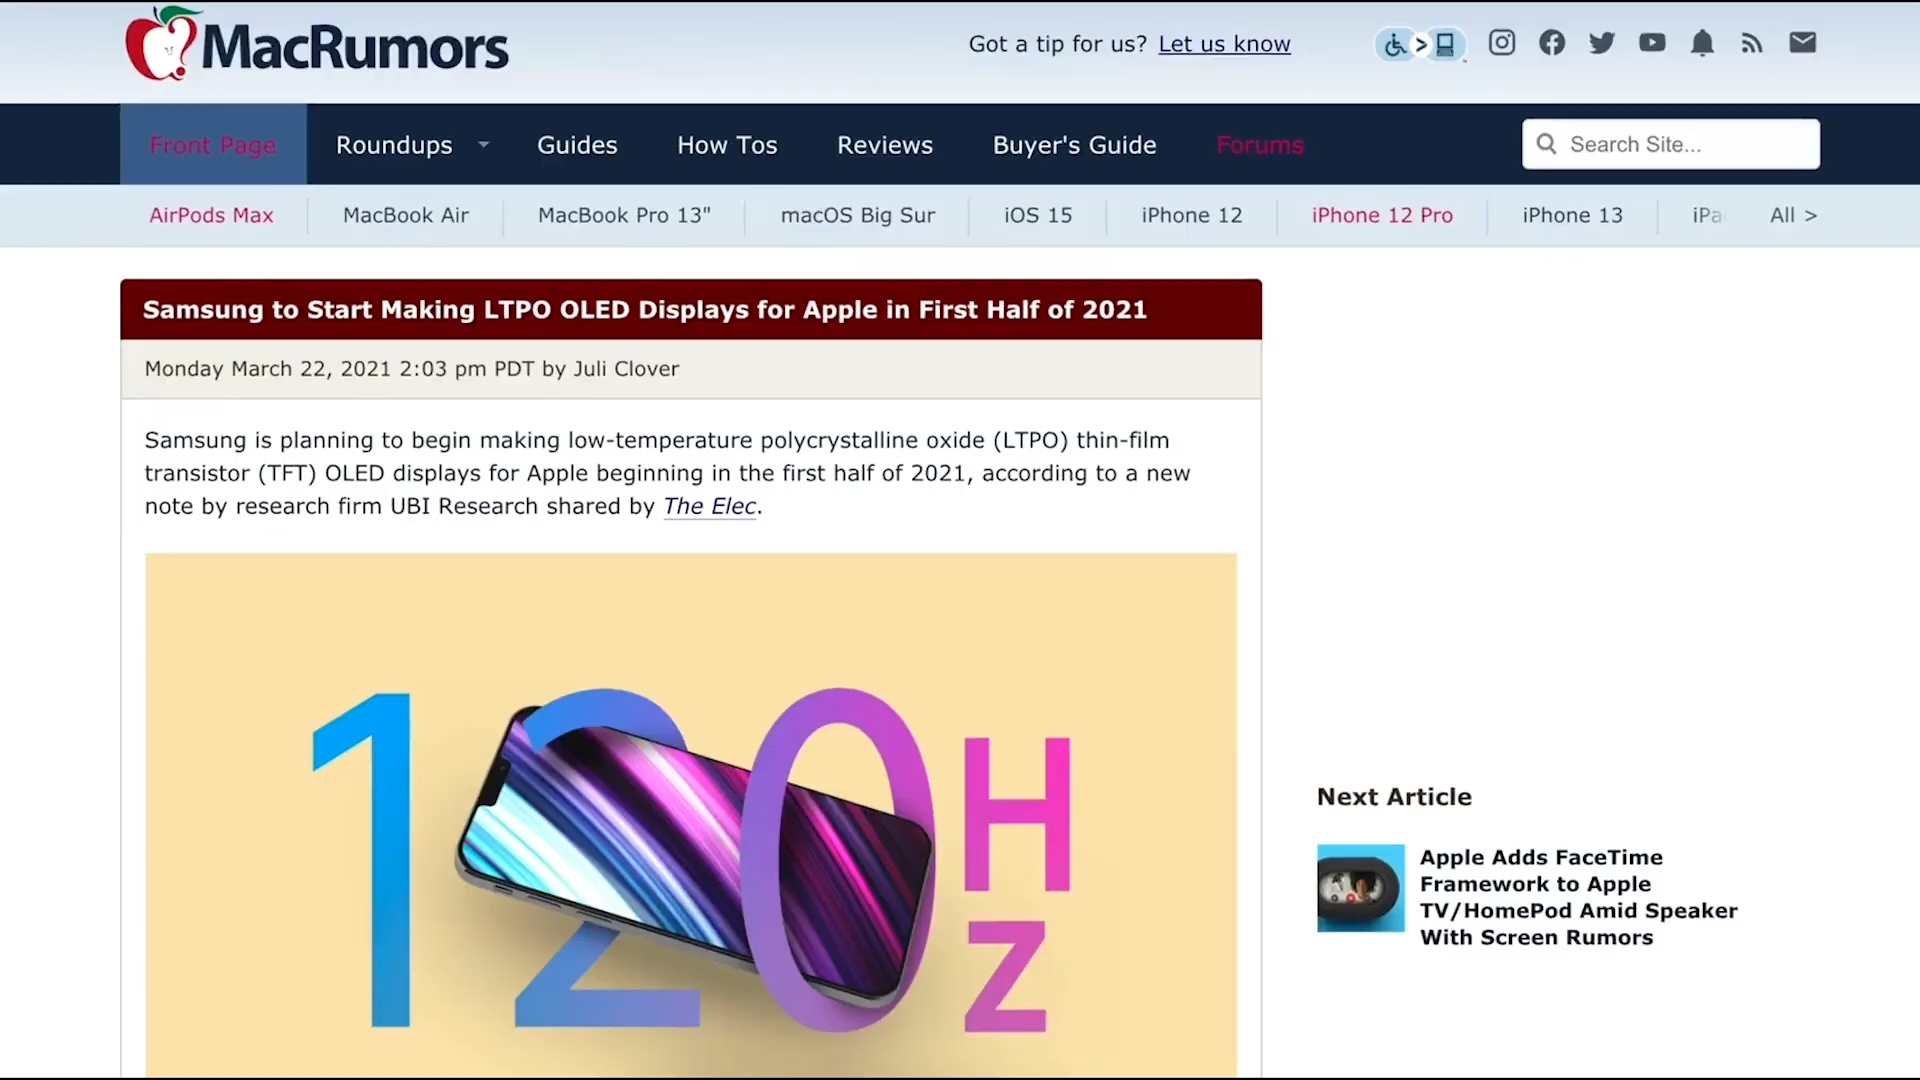 MacRumors
Got a tip for us? Let us know
Front Page
Roundups
Guides
How Tos
Reviews
Buyer's Guide
Forums
Search Site...
AirPods Max
MacBook Air
MacBook Pro 13"
macOS Big Sur
iOS 15
iPhone 12
iPhone 12 Pro
iPhone 13
iPa
All >
Samsung to Start Making LTPO OLED Displays for Apple in First Half of 2021
Monday March 22, 2021 2:03 pm PDT by Juli Clover
Samsung is planning to begin making low-temperature polycrystalline oxide (LTPO) thin-film
transistor (TFT) OLED displays for Apple beginning in the first half of 2021, according to a new
note by research firm UBI Research shared by The Elec.
120Hz
Next Article
Apple Adds FaceTime
Framework to Apple
TV/HomePod Amid Speaker
With Screen Rumors